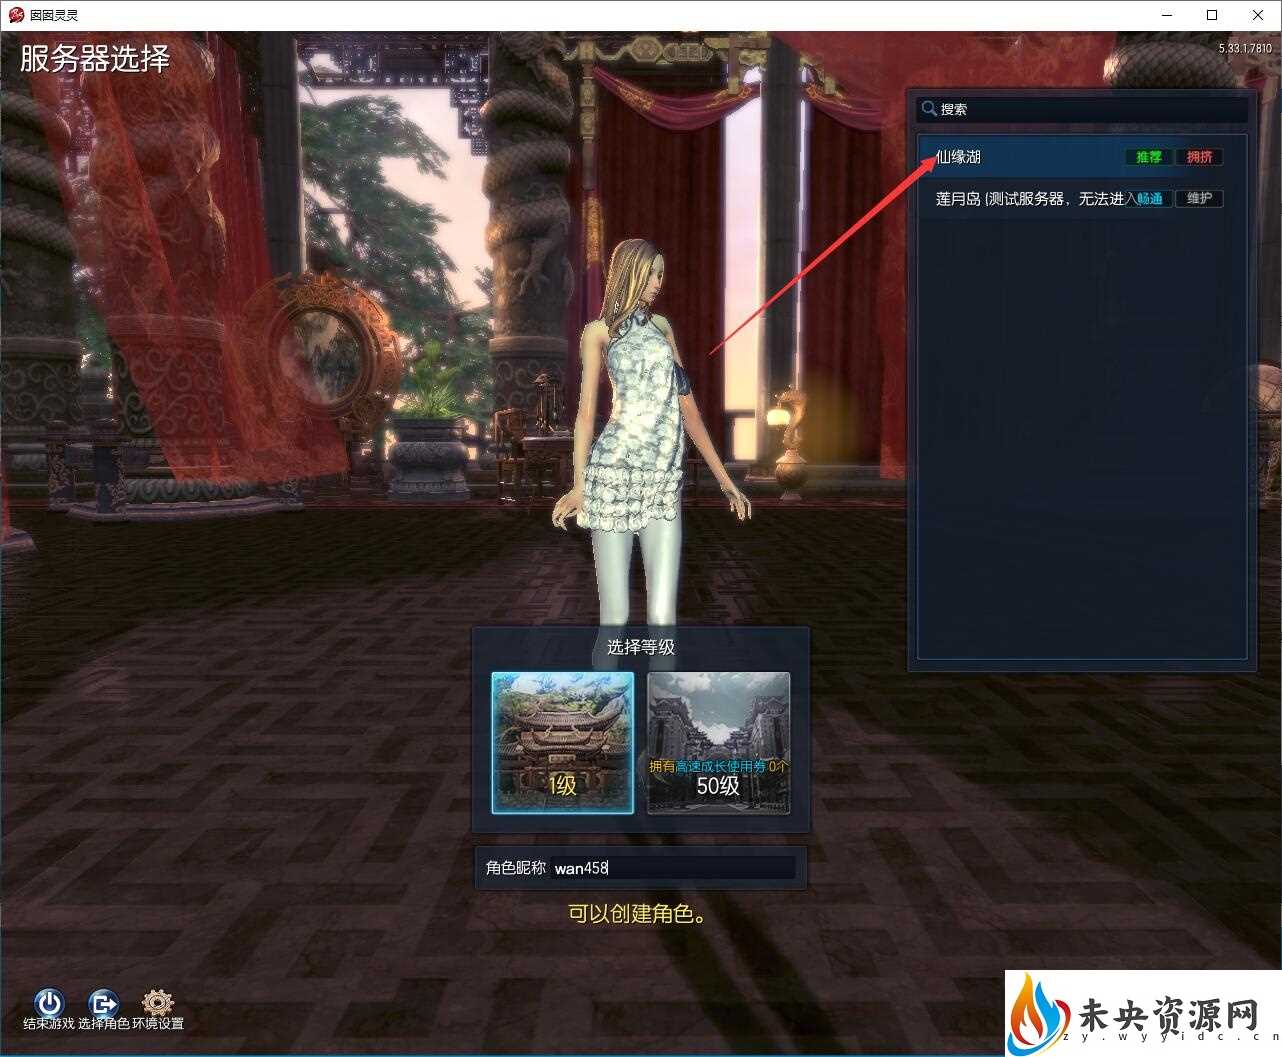 囡囡灵灵
服务器选择
5.33.1.7810
搜索
仙缘湖 推荐 拥挤
莲月岛 (测试服务器，无法进入 畅通 维护
选择等级
1级
拥有高速成长使用券 0个
50级
角色昵称 wan458
可以创建角色。
结束游戏 选择角色 环境设置
未央资源网
zy.wyyidc.cn